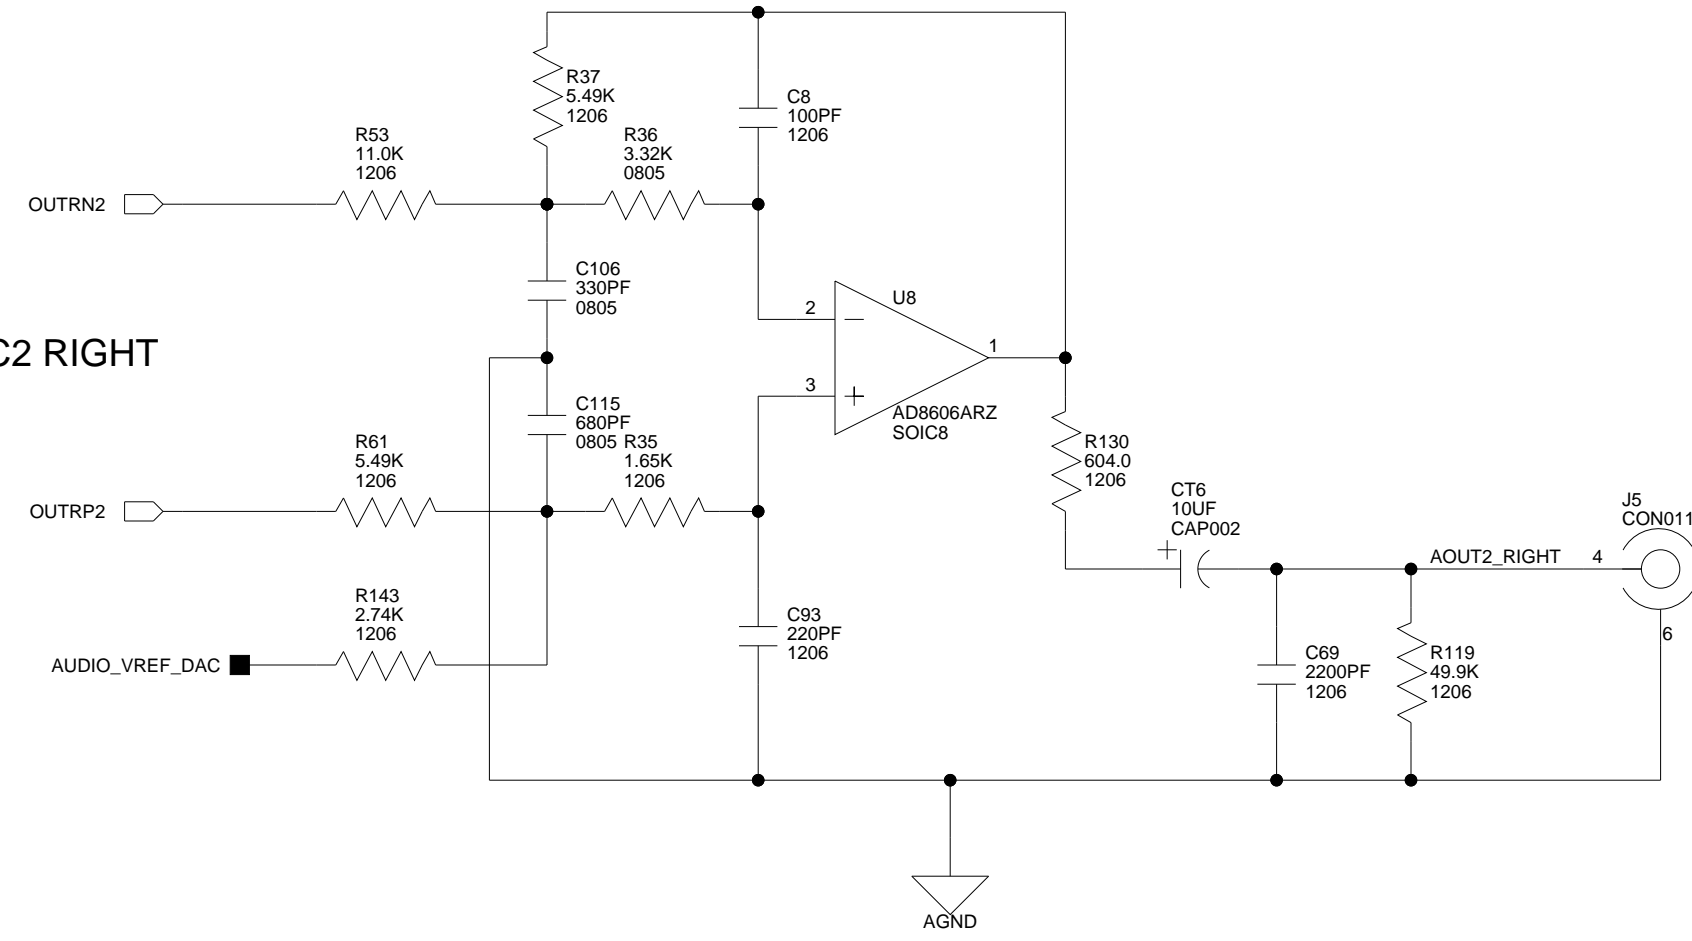 R37
5.49K
1206
C8
100PF
1206
R53
11.0K
1206
R36
3.32K
0805
OUTRN2
C106
330PF
0805
2
U8
1
C2 RIGHT
3
AD8606ARZ
SOIC8
C115
680PF
0805
R35
1.65K
1206
R61
5.49K
1206
OUTRP2
R130
604.0
1206
CT6
10UF
CAP002
+
J5
CON011
AOUT2_RIGHT
4
6
R143
2.74K
1206
AUDIO_VREF_DAC
C93
220PF
1206
C69
2200PF
1206
R119
49.9K
1206
AGND